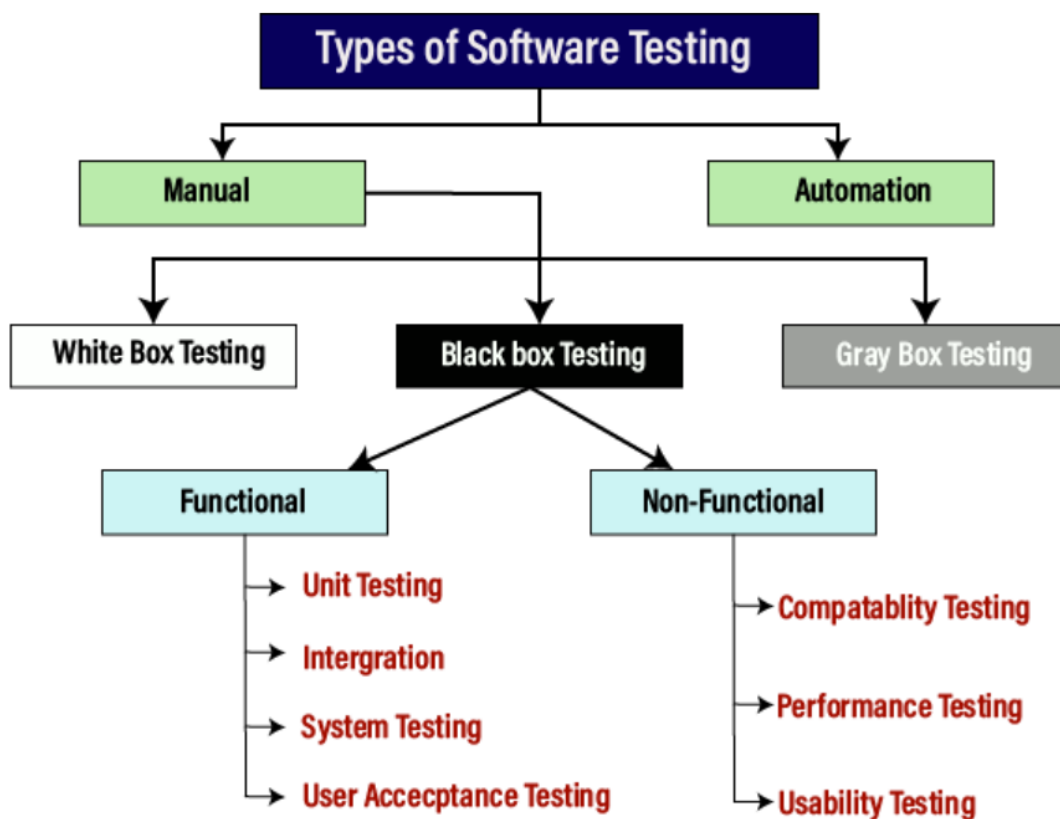 Types of Software Testing
Manual
Automation
White Box Testing
Black box Testing
Gray Box Testing
Functional
Non-Functional
Unit Testing
Intergration
System Testing
User Accecptance Testing
Compatablity Testing
Performance Testing
Usability Testing